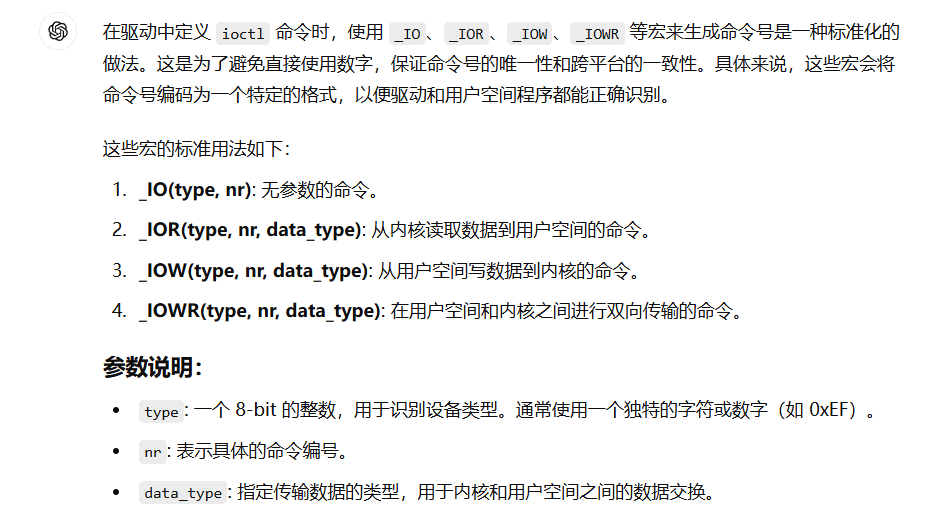 在驱动中定义 ioctl 命令时，使用 _IO、_IOR、_IOW、_IOWR 等宏来生成命令号是一种标准化的
做法。这是为了避免直接使用数字，保证命令号的唯一性和跨平台的一致性。具体来说，这些宏会将
命令号编码为一个特定的格式，以便驱动和用户空间程序都能正确识别。
这些宏的标准用法如下：
1. _IO(type, nr): 无参数的命令。
2. _IOR(type, nr, data_type): 从内核读取数据到用户空间的命令。
3. _IOW(type, nr, data_type): 从用户空间写数据到内核的命令。
4. _IOWR(type, nr, data_type): 在用户空间和内核之间进行双向传输的命令。
参数说明：
• type: 一个 8-bit 的整数，用于识别设备类型。通常使用一个独特的字符或数字（如 0xEF）。
• nr: 表示具体的命令编号。
• data_type: 指定传输数据的类型，用于内核和用户空间之间的数据交换。